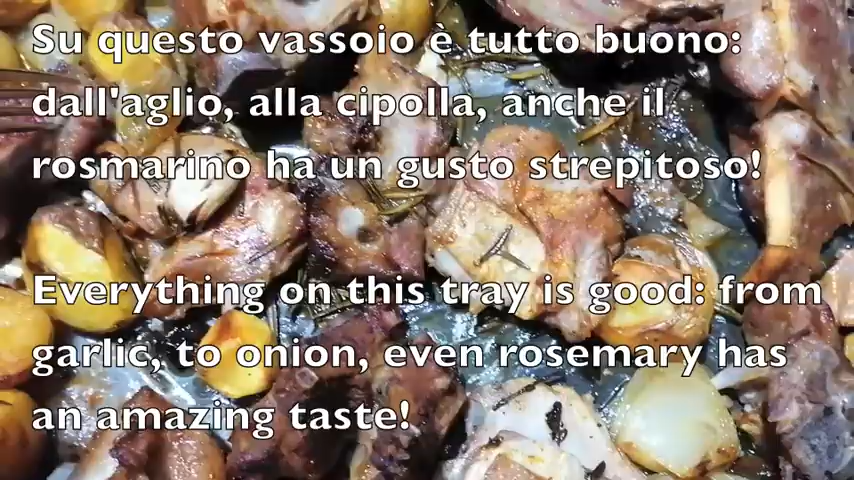 Su questo vassoio è tutto buono:
dall'aglio, alla cipolla, anche il
rosmarino ha un gusto strepitoso!
Everything on this tray is good: from
garlic, to onion, even rosemary has
an amazing taste!